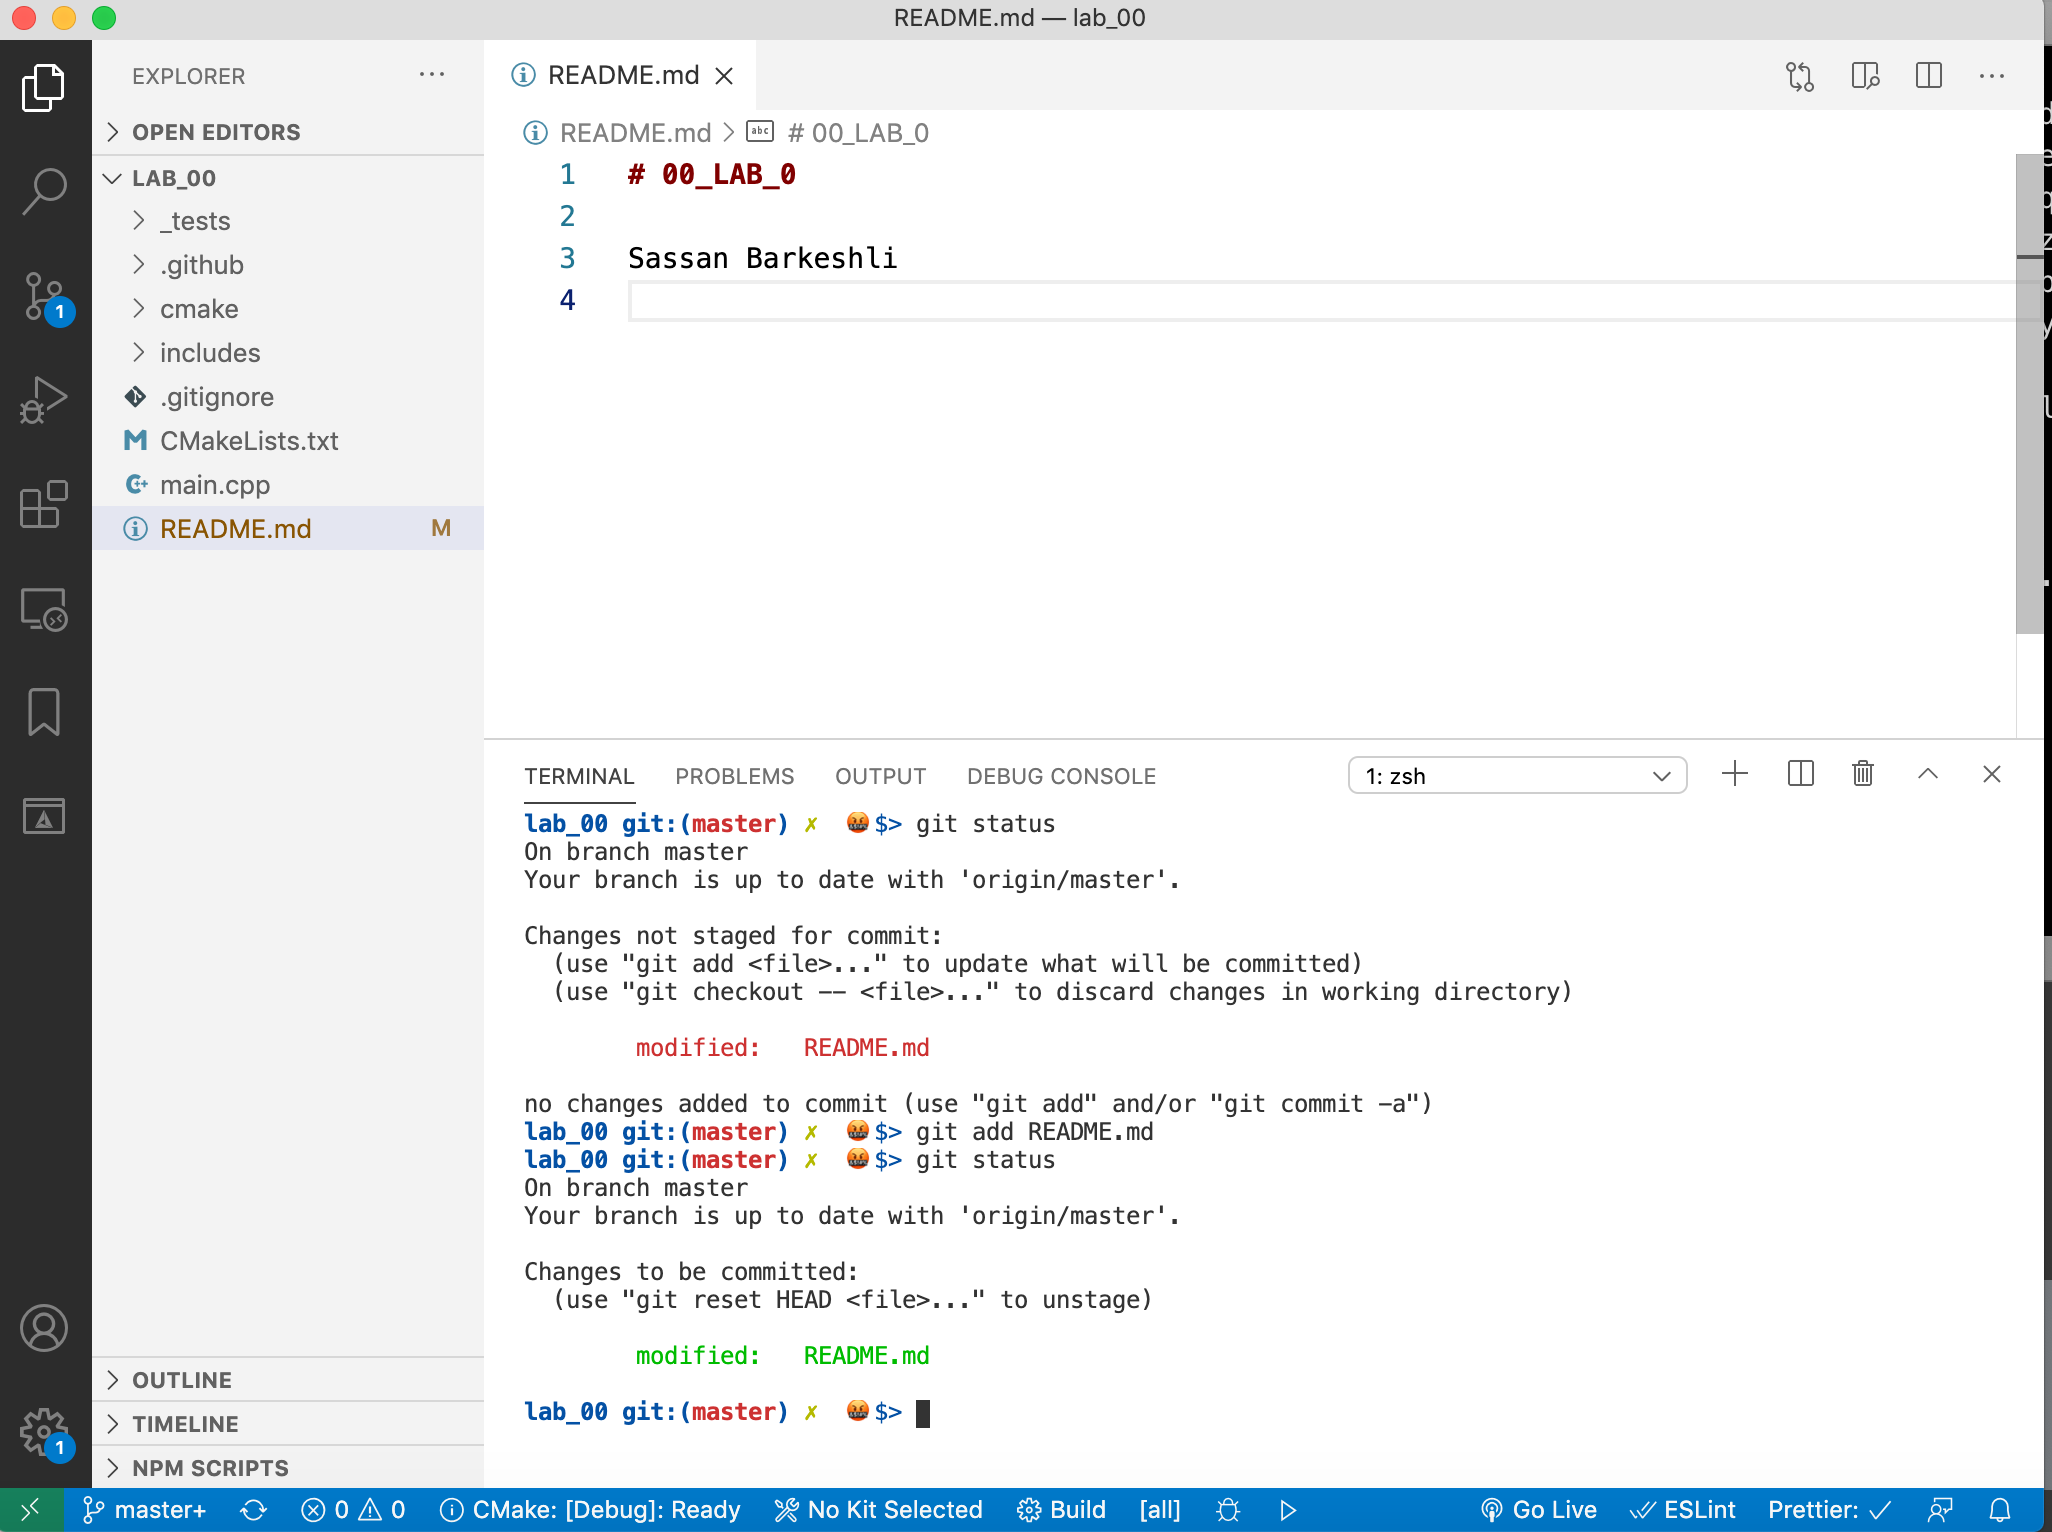 README.md — lab_00
EXPLORER
OPEN EDITORS
LAB_00
_tests
.github
cmake
includes
.gitignore
CMakeLists.txt
main.cpp
README.md M
OUTLINE
TIMELINE
NPM SCRIPTS
1
1
README.md
README.md > abc # 00_LAB_0
1 # 00_LAB_0
2
3 Sassan Barkeshli
4
TERMINAL PROBLEMS OUTPUT DEBUG CONSOLE 1: zsh
lab_00 git:(master) ✗ 🤬$> git status
On branch master
Your branch is up to date with 'origin/master'.
Changes not staged for commit:
(use "git add <file>..." to update what will be committed)
(use "git checkout -- <file>..." to discard changes in working directory)
modified: README.md
no changes added to commit (use "git add" and/or "git commit -a")
lab_00 git:(master) ✗ 🤬$> git add README.md
lab_00 git:(master) ✗ 🤬$> git status
On branch master
Your branch is up to date with 'origin/master'.
Changes to be committed:
(use "git reset HEAD <file>..." to unstage)
modified: README.md
lab_00 git:(master) ✗ 🤬$>
master+ 0 0 CMake: [Debug]: Ready No Kit Selected Build [all] Go Live ESLint Prettier: ✓